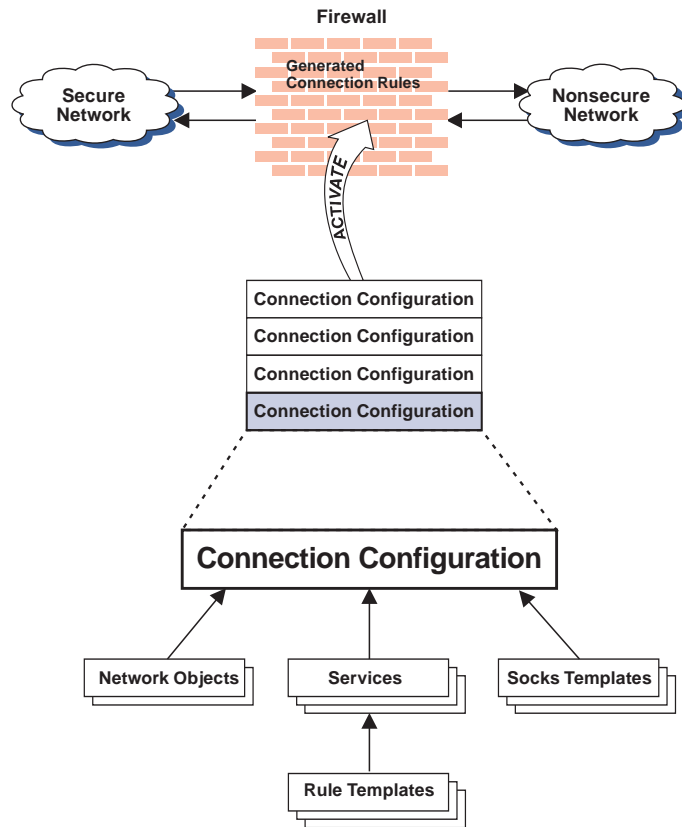 Firewall
Generated
Connection Rules
Secure
Network
Nonsecure
Network
ACTIVATE
Connection Configuration
Connection Configuration
Connection Configuration
Connection Configuration
Connection Configuration
Network Objects
Services
Socks Templates
Rule Templates